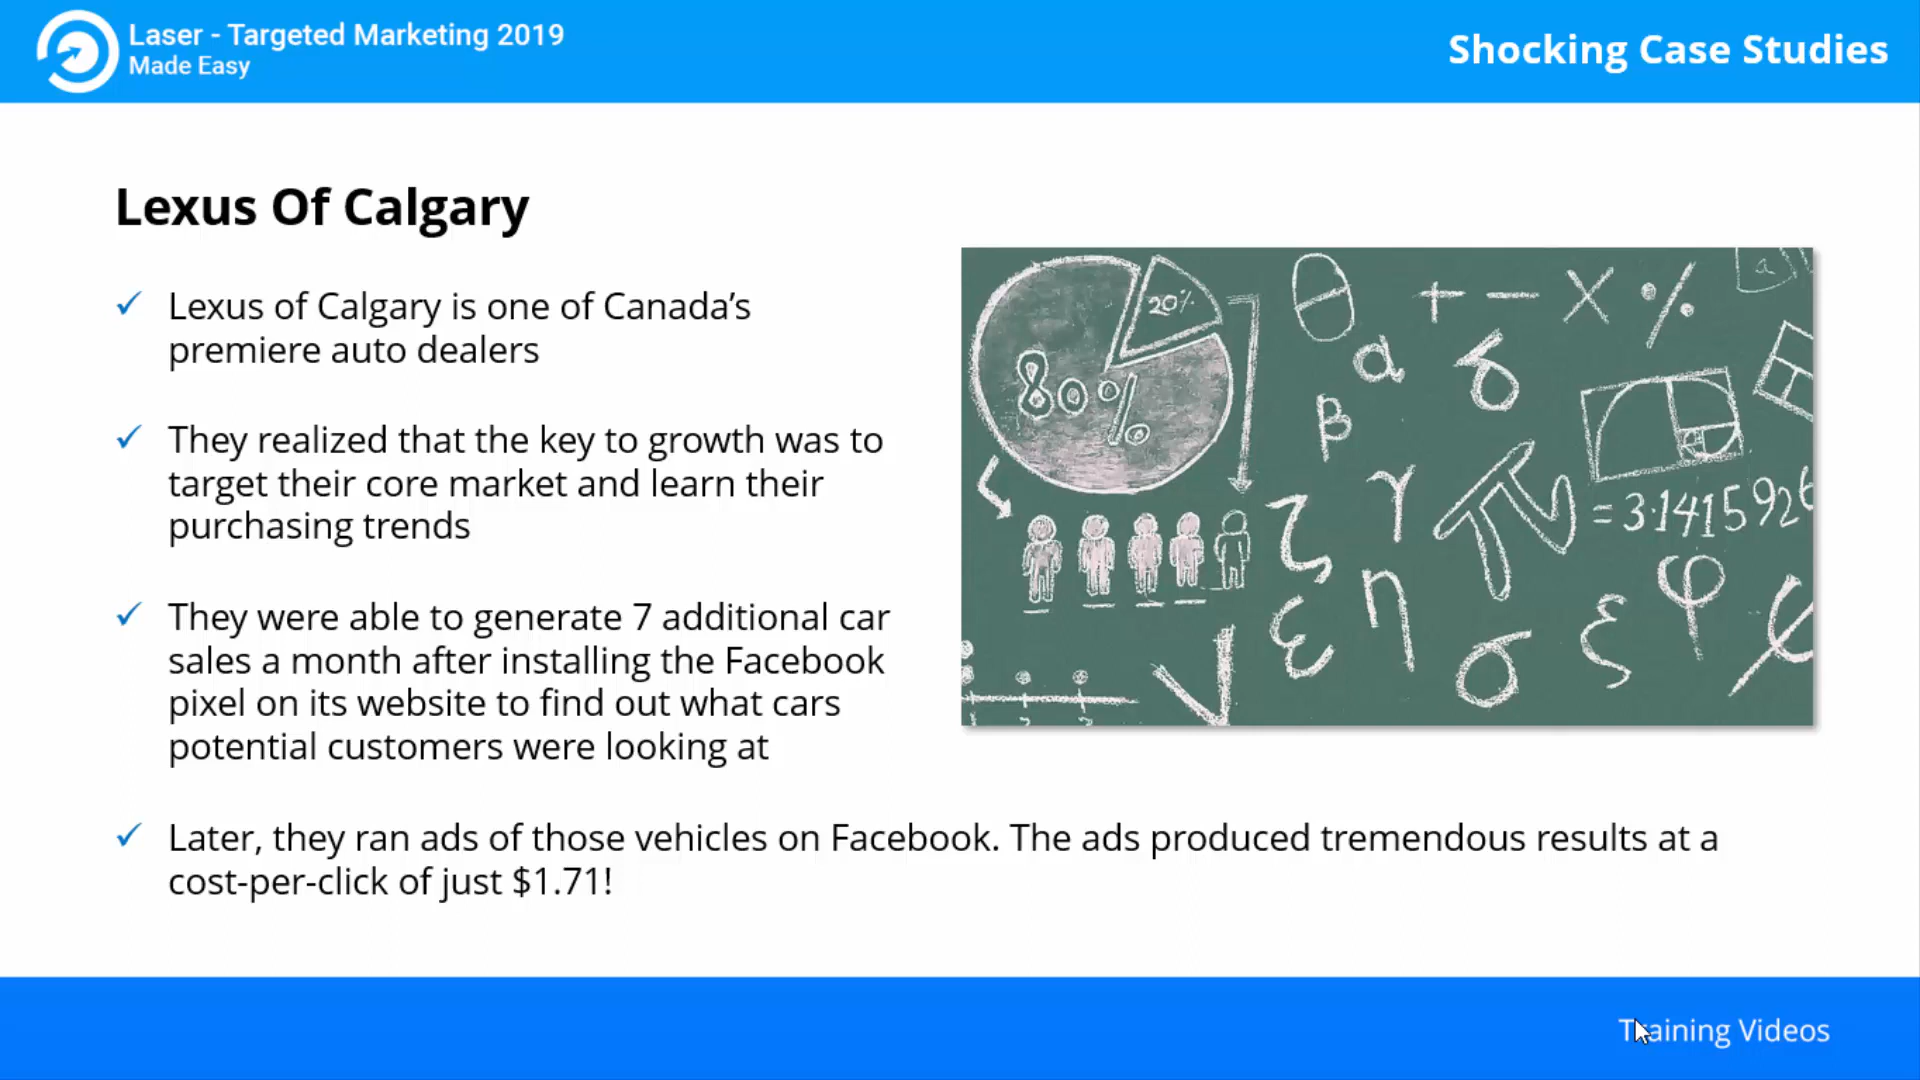 Laser - Targeted Marketing 2019
Made Easy
Shocking Case Studies
Lexus Of Calgary
✓ Lexus of Calgary is one of Canada’s
premiere auto dealers
✓ They realized that the key to growth was to
target their core market and learn their
purchasing trends
✓ They were able to generate 7 additional car
sales a month after installing the Facebook
pixel on its website to find out what cars
potential customers were looking at
✓ Later, they ran ads of those vehicles on Facebook. The ads produced tremendous results at a
cost-per-click of just $1.71!
20%
80%
θ + - × %
α δ
β
γ π = 3.1415926
ζ
η φ
ε σ ξ
√
Training Videos